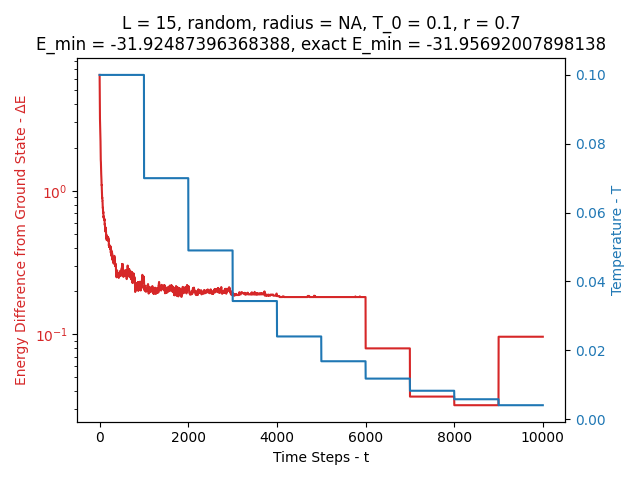 L = 15, random, radius = NA, T_0 = 0.1, r = 0.7
E_min = -31.92487396368388, exact E_min = -31.95692007898138
Energy Difference from Ground State - ΔE
10^0
10^-1
0.10
0.08
0.06
0.04
0.02
0.00
Temperature - T
0
2000
4000
6000
8000
10000
Time Steps - t